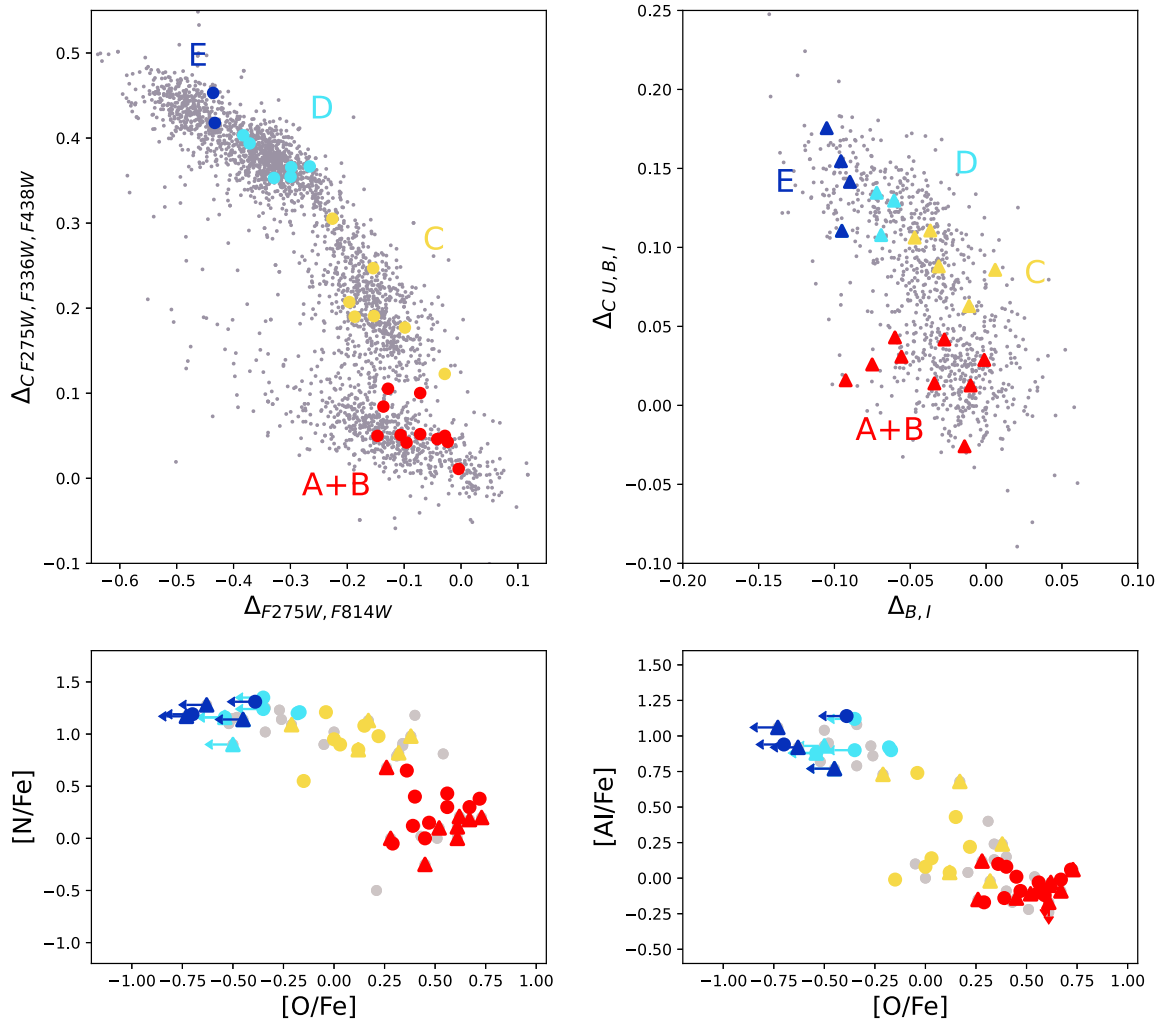 0.5
0.4
0.3
0.2
0.1
0.0
−0.1
−0.6 −0.5 −0.4 −0.3 −0.2 −0.1 0.0 0.1
Δ_{F275W, F814W}
Δ_{C F275W, F336W, F438W}
E
D
C
A+B
0.25
0.20
0.15
0.10
0.05
0.00
−0.05
−0.10
−0.20 −0.15 −0.10 −0.05 0.00 0.05 0.10
Δ_{B, I}
Δ_{C U, B, I}
E
D
C
A+B
1.5
1.0
0.5
0.0
−0.5
−1.0
−1.00 −0.75 −0.50 −0.25 0.00 0.25 0.50 0.75 1.00
[O/Fe]
[N/Fe]
1.50
1.25
1.00
0.75
0.50
0.25
0.00
−0.25
−0.50
−1.00 −0.75 −0.50 −0.25 0.00 0.25 0.50 0.75 1.00
[O/Fe]
[Al/Fe]